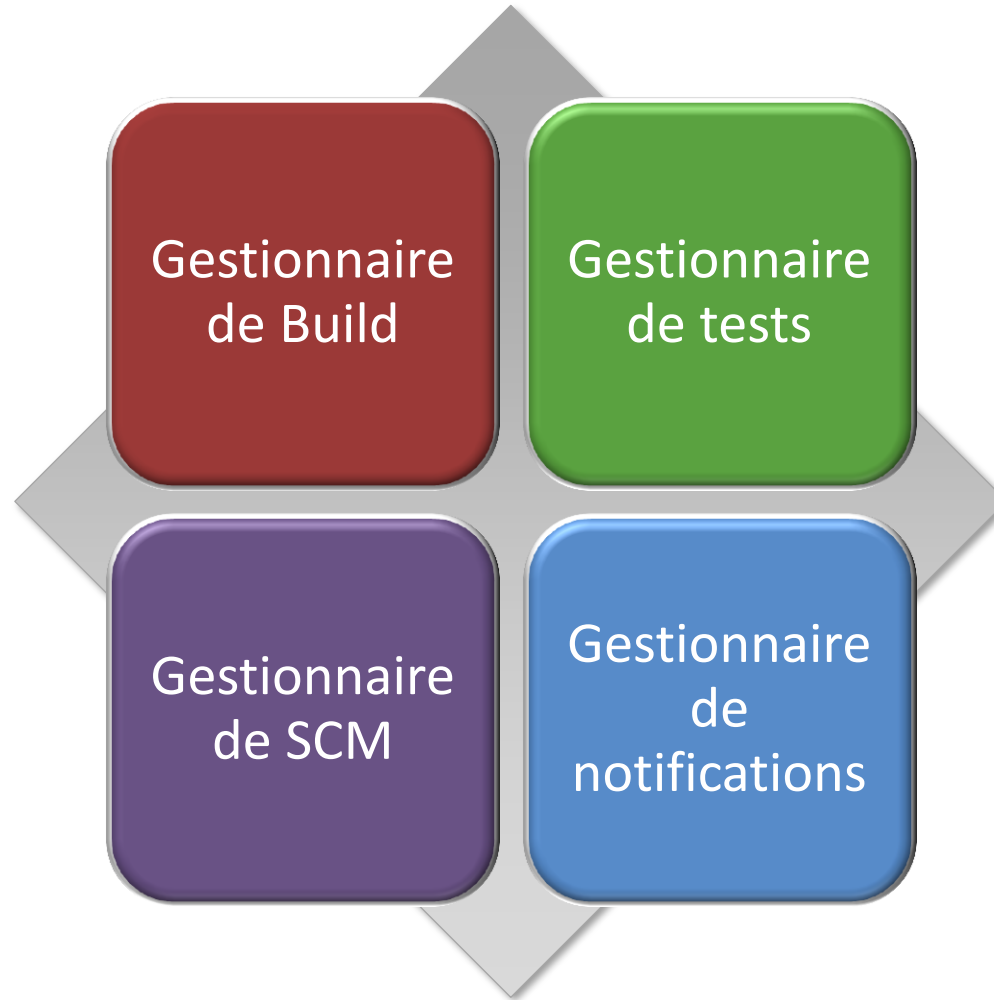 Gestionnaire
de Build
Gestionnaire
de tests
Gestionnaire
de SCM
Gestionnaire
de
notifications